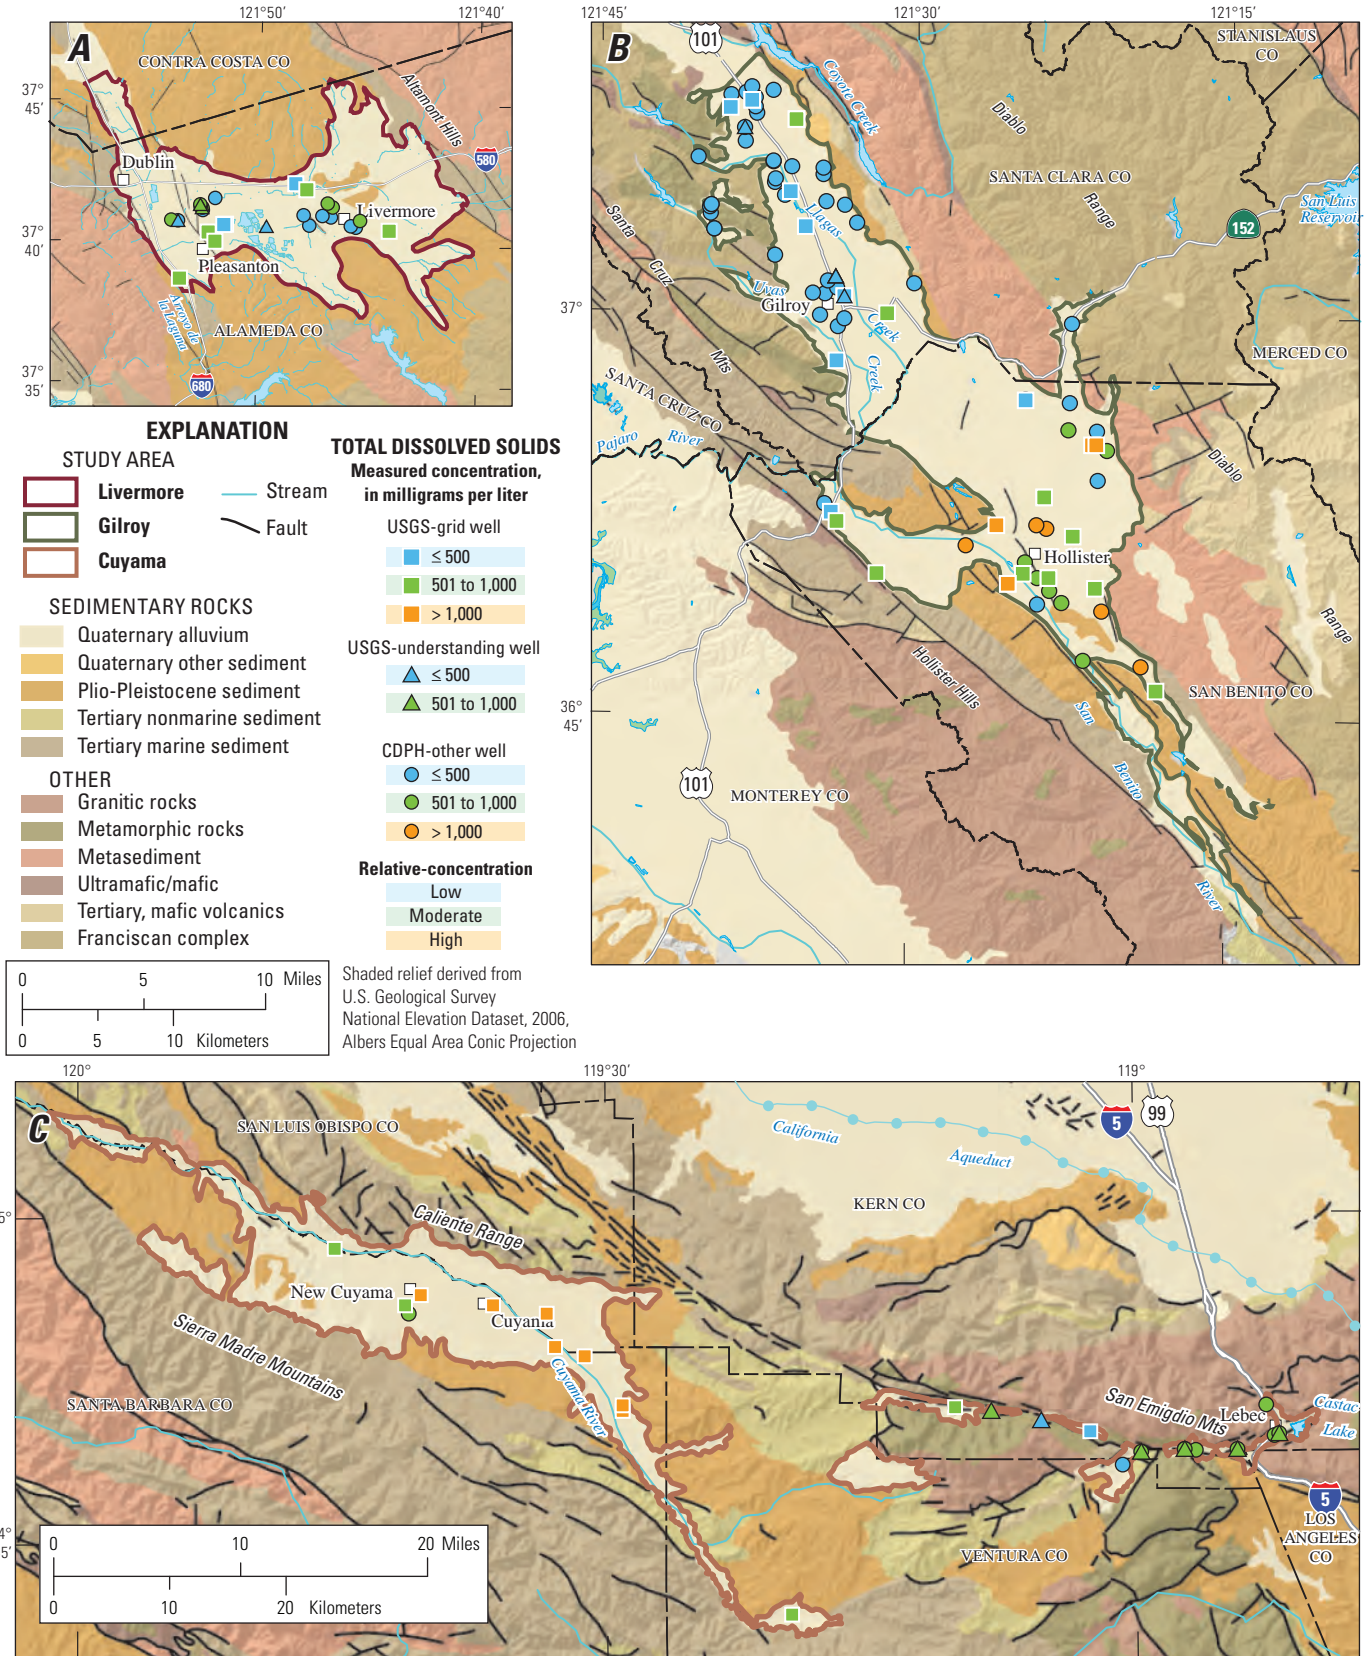 121°50'
121°40'
A
CONTRA COSTA CO
Altamont Hills
37°
45'
Dublin
580
Livermore
37°
40'
Pleasanton
Arroyo de
la Laguna
ALAMEDA CO
37°
35'
680
121°45'
121°30'
121°15'
B
101
STANISLAUS
CO
Coyote Creek
Diablo
Range
SANTA CLARA CO
San Luis
Reservoir
152
Santa
Cruz
Mts
Llagas
Creek
Uvas
Creek
Gilroy
37°
MERCED CO
SANTA CRUZ CO
Pajaro
River
Diablo
Range
Hollister
Hollister Hills
SAN BENITO CO
36°
45'
San
Benito
River
101
MONTEREY CO
EXPLANATION
STUDY AREA
Livermore
Gilroy
Cuyama
Stream
Fault
SEDIMENTARY ROCKS
Quaternary alluvium
Quaternary other sediment
Plio-Pleistocene sediment
Tertiary nonmarine sediment
Tertiary marine sediment
OTHER
Granitic rocks
Metamorphic rocks
Metasediment
Ultramafic/mafic
Tertiary, mafic volcanics
Franciscan complex
TOTAL DISSOLVED SOLIDS
Measured concentration,
in milligrams per liter
USGS-grid well
≤ 500
501 to 1,000
> 1,000
USGS-understanding well
≤ 500
501 to 1,000
CDPH-other well
≤ 500
501 to 1,000
> 1,000
Relative-concentration
Low
Moderate
High
0 5 10 Miles
0 5 10 Kilometers
Shaded relief derived from
U.S. Geological Survey
National Elevation Dataset, 2006,
Albers Equal Area Conic Projection
120°
119°30'
119°
C
SAN LUIS OBISPO CO
California
Aqueduct
5
99
KERN CO
5°
Caliente Range
New Cuyama
Cuyama
Sierra Madre Mountains
SANTA BARBARA CO
Cuyama River
San Emigdio Mts
Lebec
Castac
Lake
5
LOS
ANGELES
CO
VENTURA CO
4°
5'
0 10 20 Miles
0 10 20 Kilometers